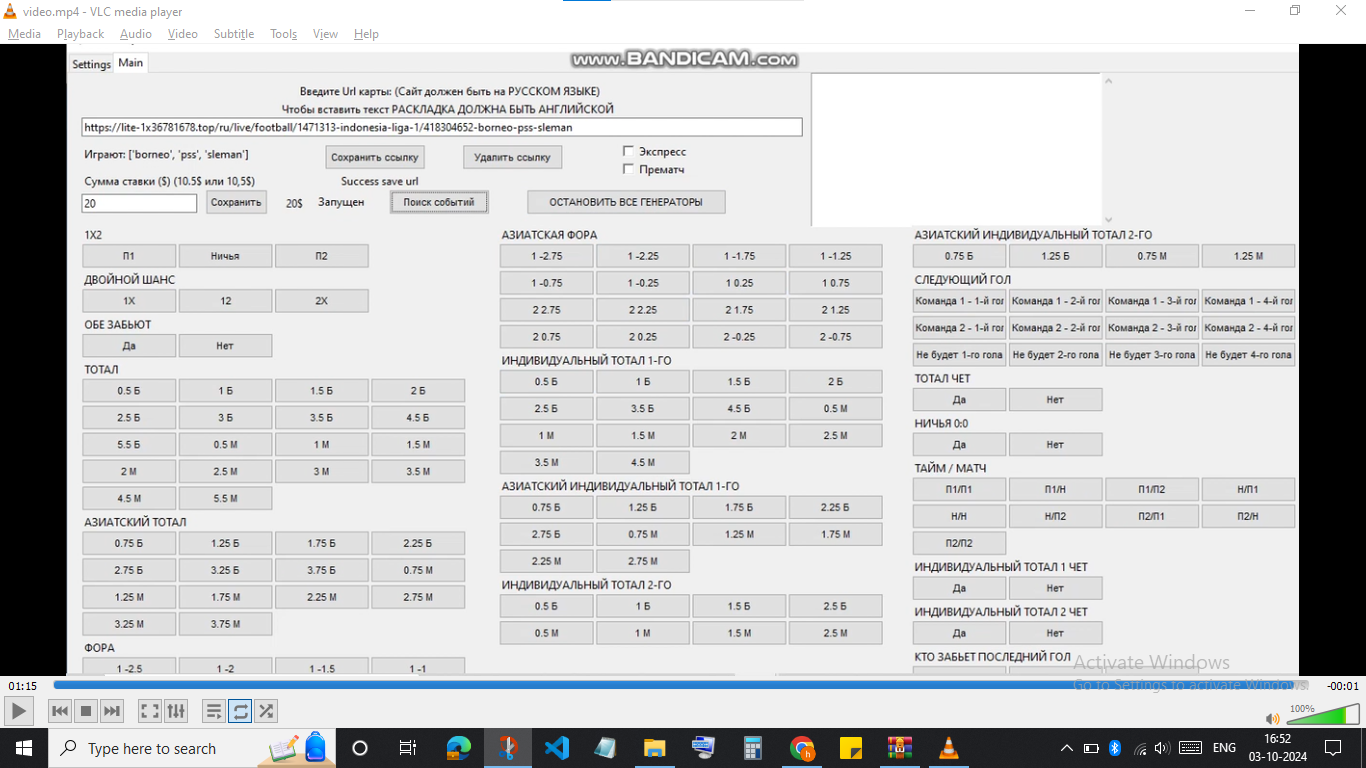 video.mp4 - VLC media player
Media Playback Audio Video Subtitle Tools View Help
www.BANDICAM.com
Settings Main
Введите Url карты: (Сайт должен быть на РУССКОМ ЯЗЫКЕ)
Чтобы вставить текст РАСКЛАДКА ДОЛЖНА БЫТЬ АНГЛИЙСКОЙ
https://lite-1x36781678.top/ru/live/football/1471313-indonesia-liga-1/418304652-borneo-pss-sleman
Играют: ['borneo', 'pss', 'sleman'] Сохранить ссылку Удалить ссылку
Экспресс
Прематч
Сумма ставки ($) (10.5$ или 10,5$) Success save url
20 Сохранить 20$ Запущен Поиск событий ОСТАНОВИТЬ ВСЕ ГЕНЕРАТОРЫ
1X2
П1 Ничья П2
ДВОЙНОЙ ШАНС
1X 12 2X
ОБЕ ЗАБЬЮТ
Да Нет
ТОТАЛ
0.5 Б 1 Б 1.5 Б 2 Б
2.5 Б 3 Б 3.5 Б 4.5 Б
5.5 Б 0.5 М 1 М 1.5 М
2 М 2.5 М 3 М 3.5 М
4.5 М 5.5 М
АЗИАТСКИЙ ТОТАЛ
0.75 Б 1.25 Б 1.75 Б 2.25 Б
2.75 Б 3.25 Б 3.75 Б 0.75 М
1.25 М 1.75 М 2.25 М 2.75 М
3.25 М 3.75 М
ФОРА
1 -2.5 1 -2 1 -1.5 1 -1
АЗИАТСКАЯ ФОРА
1 -2.75 1 -2.25 1 -1.75 1 -1.25
1 -0.75 1 -0.25 1 0.25 1 0.75
2 2.75 2 2.25 2 1.75 2 1.25
2 0.75 2 0.25 2 -0.25 2 -0.75
ИНДИВИДУАЛЬНЫЙ ТОТАЛ 1-ГО
0.5 Б 1 Б 1.5 Б 2 Б
2.5 Б 3.5 Б 4.5 Б 0.5 М
1 М 1.5 М 2 М 2.5 М
3.5 М 4.5 М
АЗИАТСКИЙ ИНДИВИДУАЛЬНЫЙ ТОТАЛ 1-ГО
0.75 Б 1.25 Б 1.75 Б 2.25 Б
2.75 Б 0.75 М 1.25 М 1.75 М
2.25 М 2.75 М
ИНДИВИДУАЛЬНЫЙ ТОТАЛ 2-ГО
0.5 Б 1 Б 1.5 Б 2.5 Б
0.5 М 1 М 1.5 М 2.5 М
АЗИАТСКИЙ ИНДИВИДУАЛЬНЫЙ ТОТАЛ 2-ГО
0.75 Б 1.25 Б 0.75 М 1.25 М
СЛЕДУЮЩИЙ ГОЛ
Команда 1 - 1-й гол Команда 1 - 2-й гол Команда 1 - 3-й гол Команда 1 - 4-й гол
Команда 2 - 1-й гол Команда 2 - 2-й гол Команда 2 - 3-й гол Команда 2 - 4-й гол
Не будет 1-го гола Не будет 2-го гола Не будет 3-го гола Не будет 4-го гола
ТОТАЛ ЧЕТ
Да Нет
НИЧЬЯ 0:0
Да Нет
ТАЙМ / МАТЧ
П1/П1 П1/Н П1/П2 Н/П1
Н/Н Н/П2 П2/П1 П2/Н
П2/П2
ИНДИВИДУАЛЬНЫЙ ТОТАЛ 1 ЧЕТ
Да Нет
ИНДИВИДУАЛЬНЫЙ ТОТАЛ 2 ЧЕТ
Да Нет
КТО ЗАБЬЕТ ПОСЛЕДНИЙ ГОЛ
Activate Windows
Go to Settings to activate Windows.
01:15 -00:01
100%
Type here to search
ENG
16:52
03-10-2024